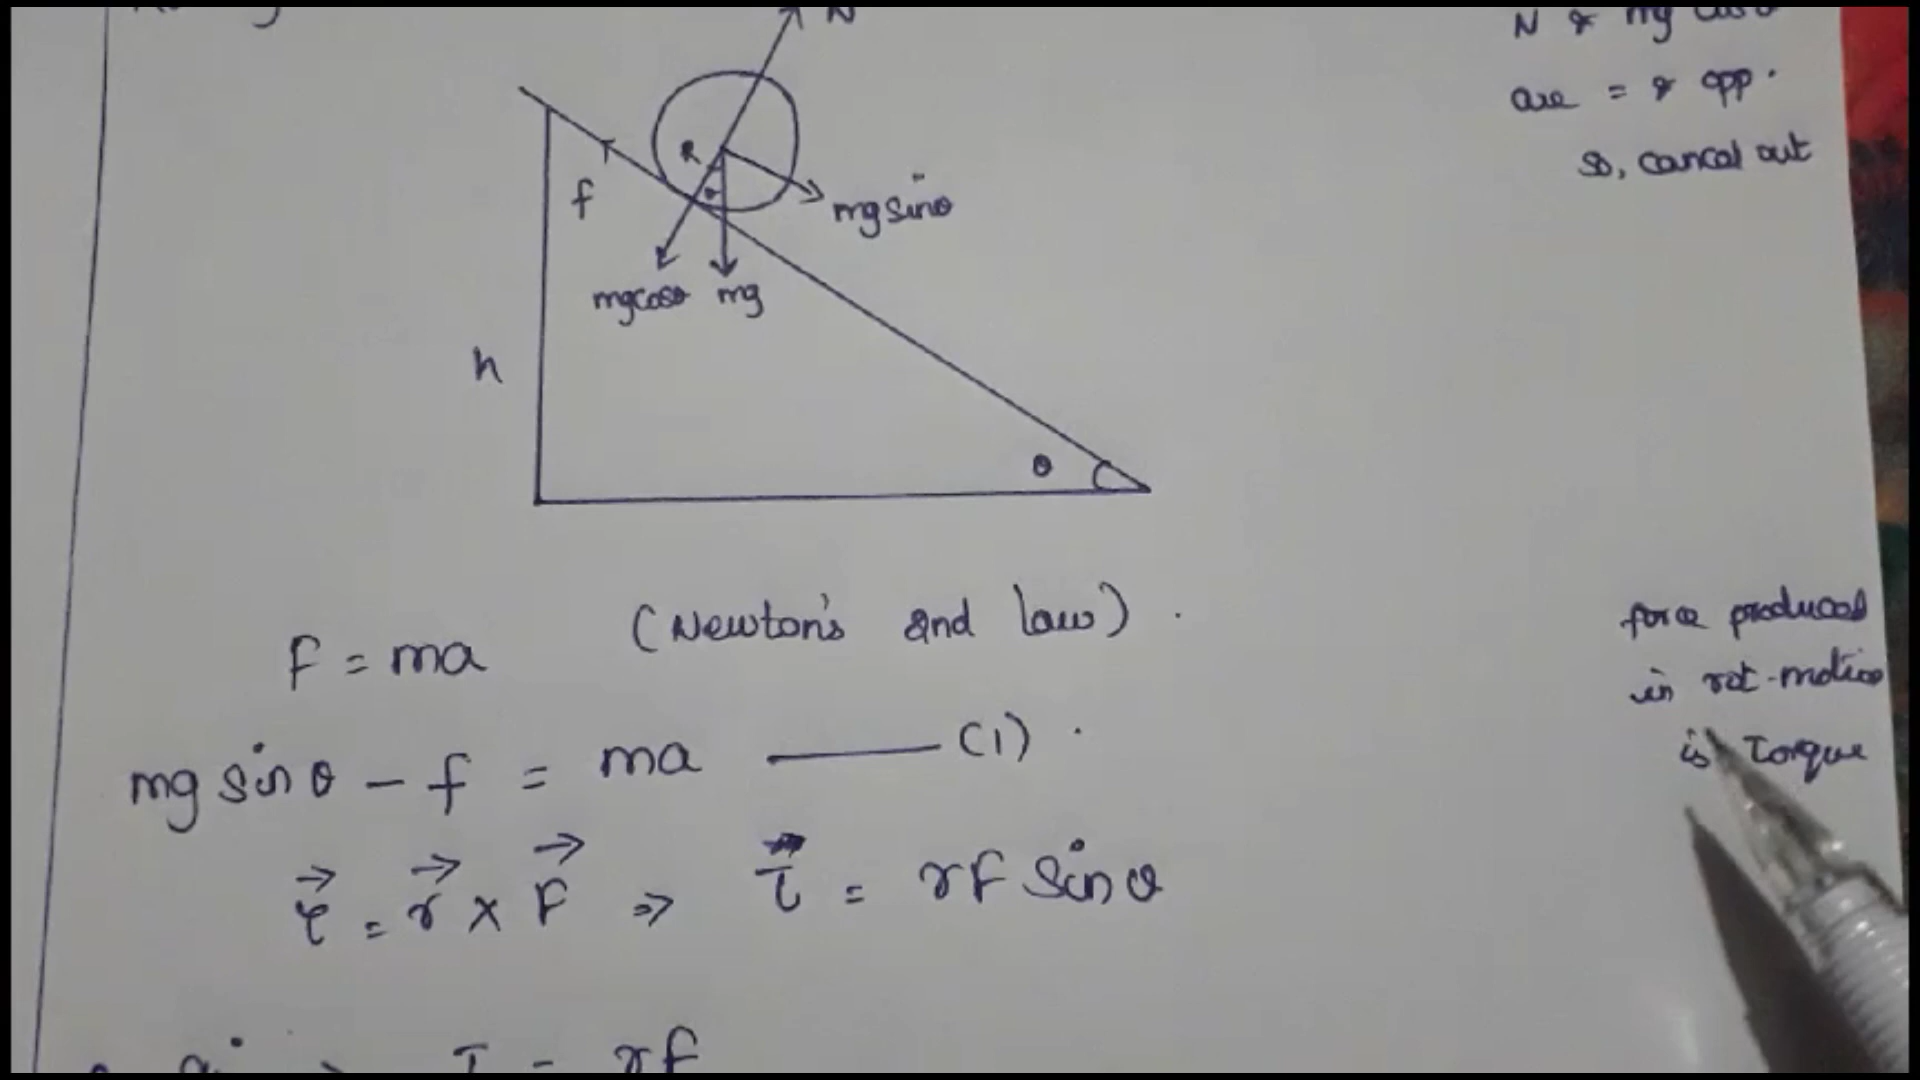 N
R
f
θ
mg sinθ
mgcosθ mg
h
θ
N & mg cosθ
are = & opp.
so, cancel out
F = ma (Newton's 2nd law).
mg sinθ - f = ma —— (1).
force produced
in rot-motion
is Torque
τ⃗ = r⃗ × F⃗ ⇒ τ = rF sinθ
τ = rF